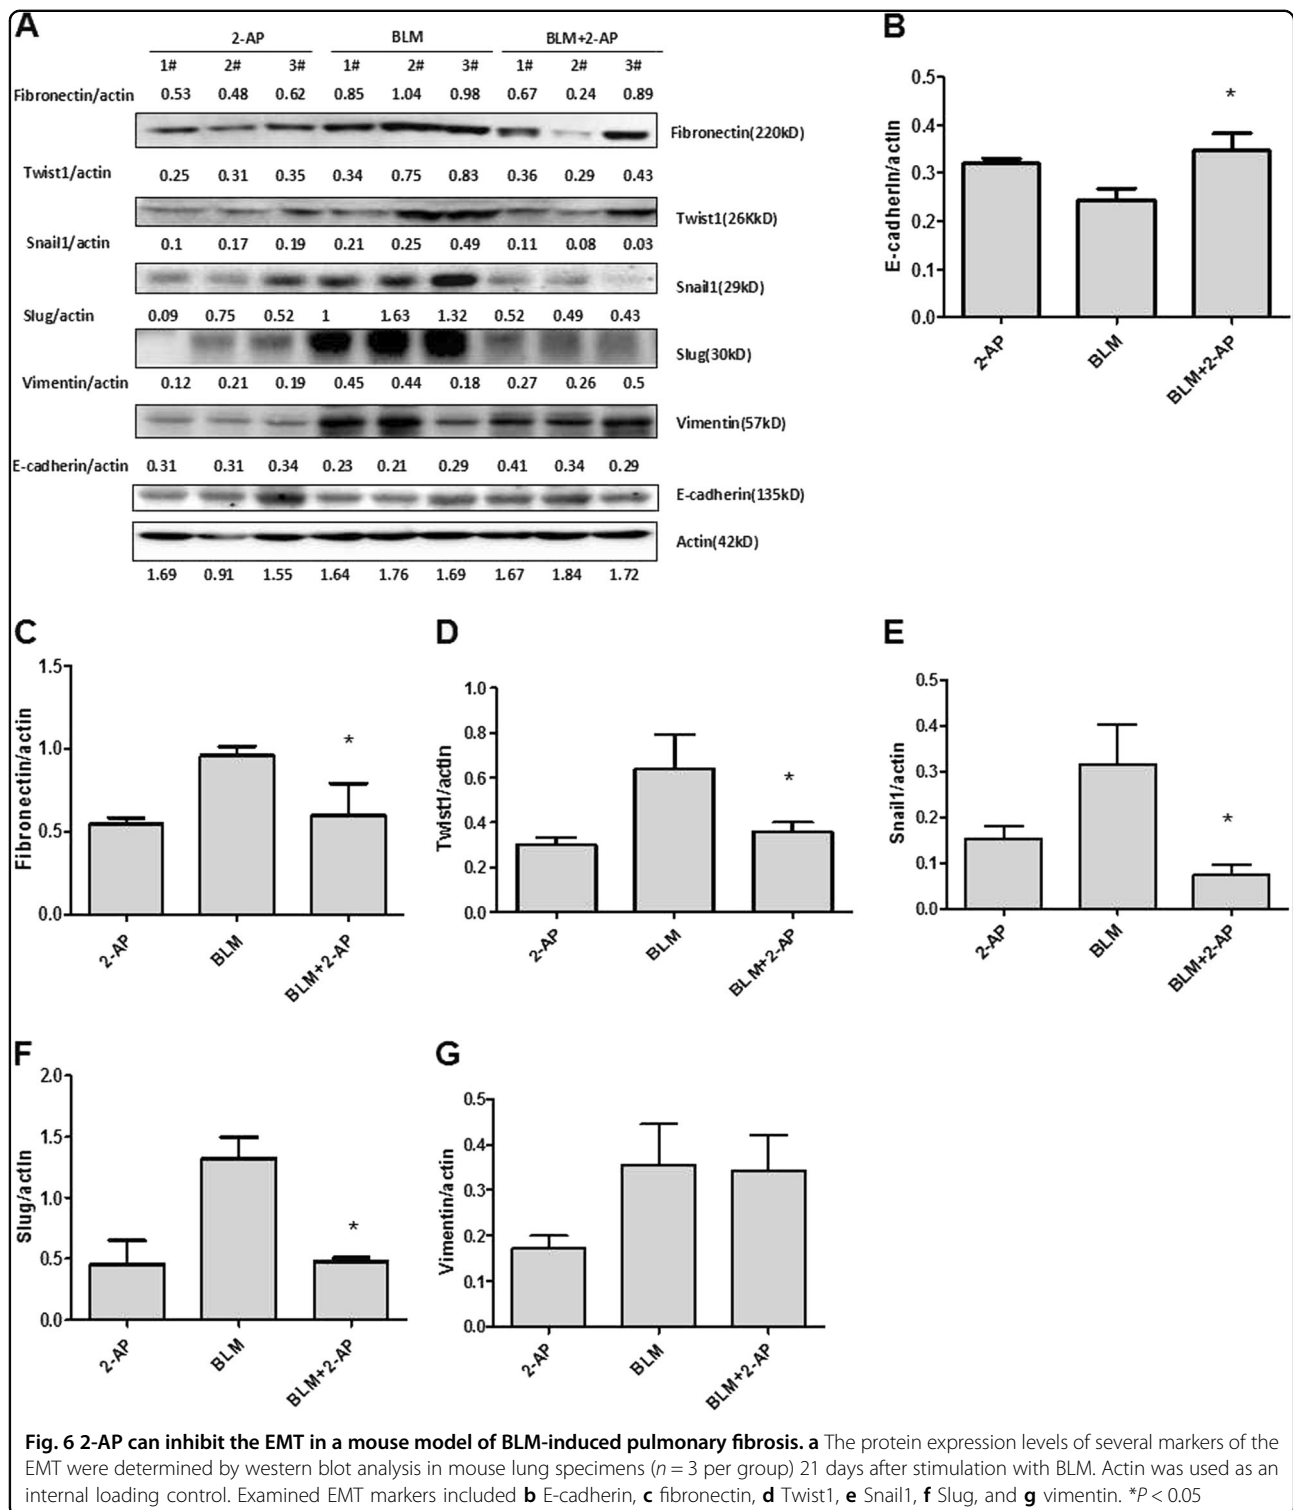 A
2-AP BLM BLM+2-AP
1# 2# 3# 1# 2# 3# 1# 2# 3#
Fibronectin/actin 0.53 0.48 0.62 0.85 1.04 0.98 0.67 0.24 0.89
Fibronectin(220kD)
Twist1/actin 0.25 0.31 0.35 0.34 0.75 0.83 0.36 0.29 0.43
Twist1(26KkD)
Snail1/actin 0.1 0.17 0.19 0.21 0.25 0.49 0.11 0.08 0.03
Snail1(29kD)
Slug/actin 0.09 0.75 0.52 1 1.63 1.32 0.52 0.49 0.43
Slug(30kD)
Vimentin/actin 0.12 0.21 0.19 0.45 0.44 0.18 0.27 0.26 0.5
Vimentin(57kD)
E-cadherin/actin 0.31 0.31 0.34 0.23 0.21 0.29 0.41 0.34 0.29
E-cadherin(135kD)
Actin(42kD)
1.69 0.91 1.55 1.64 1.76 1.69 1.67 1.84 1.72
B
E-cadherin/actin
0.5
0.4
0.3
0.2
0.1
0.0
*
2-AP
BLM
BLM+2-AP
C
Fibronectin/actin
1.5
1.0
0.5
0.0
*
2-AP
BLM
BLM+2-AP
D
Twist1/actin
1.0
0.8
0.6
0.4
0.2
0.0
*
2-AP
BLM
BLM+2-AP
E
Snail1/actin
0.5
0.4
0.3
0.2
0.1
0.0
*
2-AP
BLM
BLM+2-AP
F
Slug/actin
2.0
1.5
1.0
0.5
0.0
*
2-AP
BLM
BLM+2-AP
G
Vimentin/actin
0.5
0.4
0.3
0.2
0.1
0.0
2-AP
BLM
BLM+2-AP
Fig. 6 2-AP can inhibit the EMT in a mouse model of BLM-induced pulmonary fibrosis. a The protein expression levels of several markers of the
EMT were determined by western blot analysis in mouse lung specimens (n = 3 per group) 21 days after stimulation with BLM. Actin was used as an
internal loading control. Examined EMT markers included b E-cadherin, c fibronectin, d Twist1, e Snail1, f Slug, and g vimentin. *P < 0.05